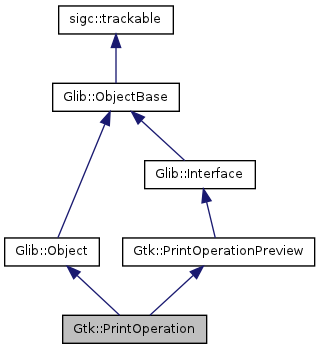 sigc::trackable
Glib::ObjectBase
Glib::Interface
Glib::Object
Gtk::PrintOperationPreview
Gtk::PrintOperation